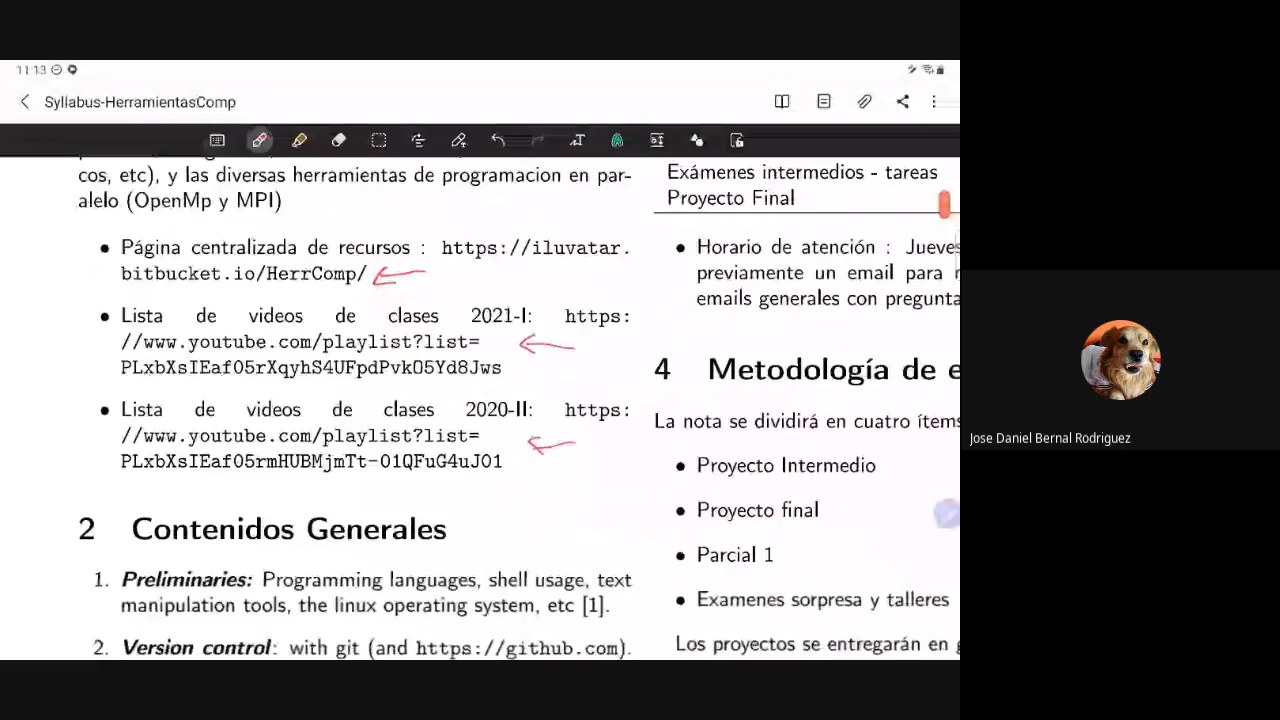 11:13
Syllabus-HerramientasComp
cos, etc), y las diversas herramientas de programacion en par-
alelo (OpenMp y MPI)
• Página centralizada de recursos : https://iluvatar.
bitbucket.io/HerrComp/
• Lista de videos de clases 2021-I: https:
//www.youtube.com/playlist?list=
PLxbXsIEaf05rXqyhS4UFpdPvkO5Yd8Jws
• Lista de videos de clases 2020-II: https:
//www.youtube.com/playlist?list=
PLxbXsIEaf05rmHUBMjmTt-01QFuG4uJ01
2 Contenidos Generales
1. Preliminaries: Programming languages, shell usage, text
manipulation tools, the linux operating system, etc [1].
2. Version control: with git (and https://github.com).
Exámenes intermedios - tareas
Proyecto Final
• Horario de atención : Jueves
previamente un email para
emails generales con pregunta
4 Metodología de e
La nota se dividirá en cuatro ítems
• Proyecto Intermedio
• Proyecto final
• Parcial 1
• Examenes sorpresa y talleres
Los proyectos se entregarán en
Jose Daniel Bernal Rodriguez